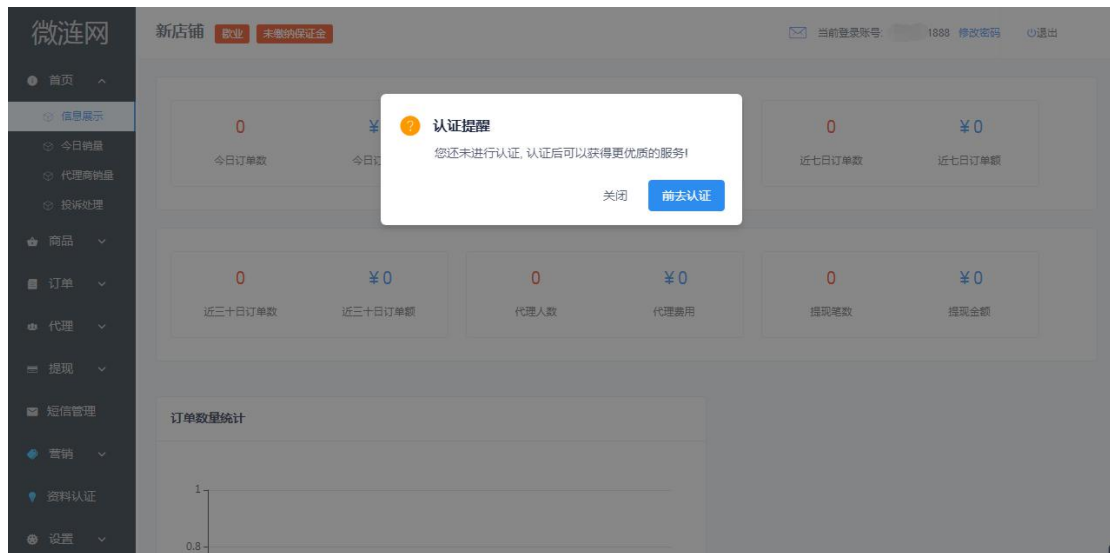 微涟网
新店铺 歇业 未缴纳保证金
当前登录账号: 1888 修改密码 退出
首页
信息展示
今日销量
代理商销量
投诉处理
商品
订单
代理
提现
短信管理
营销
资料认证
设置
认证提醒
您还未进行认证, 认证后可以获得更优质的服务!
关闭 前去认证
0 ¥ 0 ¥ 0
今日订单数 今日订 近七日订单数 近七日订单额
0 ¥ 0 0 ¥ 0 0 ¥ 0
近三十日订单数 近三十日订单额 代理人数 代理费用 提现笔数 提现金额
订单数量统计
1
0.8